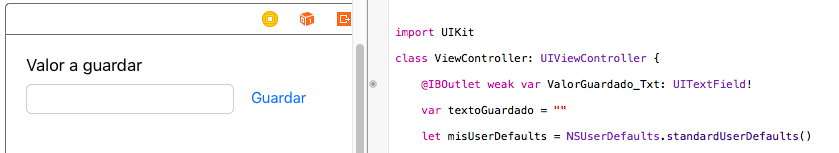 Valor a guardar
Guardar
import UIKit
class ViewController: UIViewController {
@IBOutlet weak var ValorGuardado_Txt: UITextField!
var textoGuardado = ""
let misUserDefaults = NSUserDefaults.standardUserDefaults()